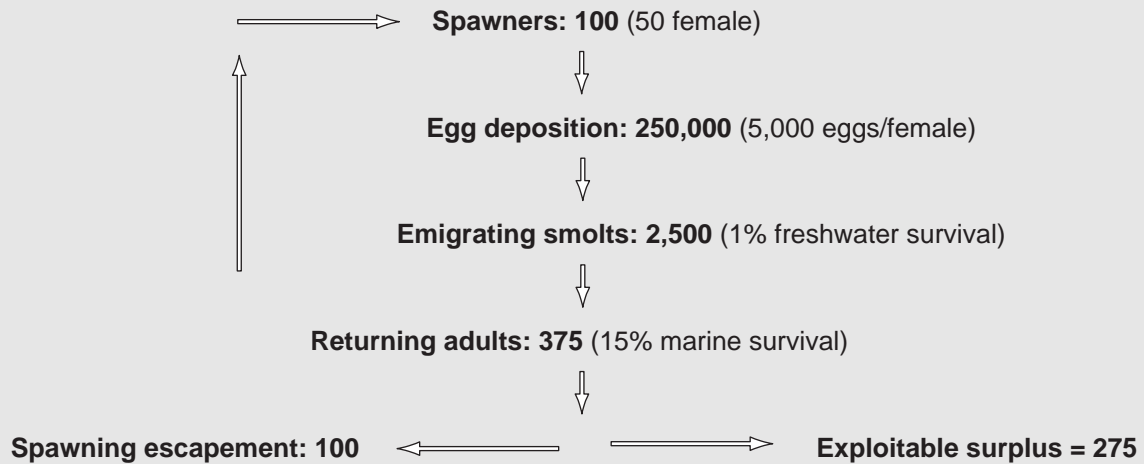 Spawners: 100 (50 female)
Egg deposition: 250,000 (5,000 eggs/female)
Emigrating smolts: 2,500 (1% freshwater survival)
Returning adults: 375 (15% marine survival)
Spawning escapement: 100
Exploitable surplus = 275